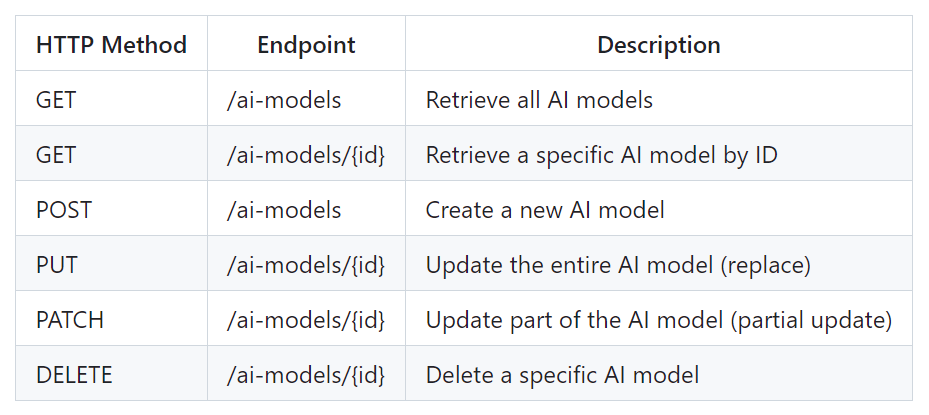 HTTP Method Endpoint Description
GET /ai-models Retrieve all AI models
GET /ai-models/{id} Retrieve a specific AI model by ID
POST /ai-models Create a new AI model
PUT /ai-models/{id} Update the entire AI model (replace)
PATCH /ai-models/{id} Update part of the AI model (partial update)
DELETE /ai-models/{id} Delete a specific AI model